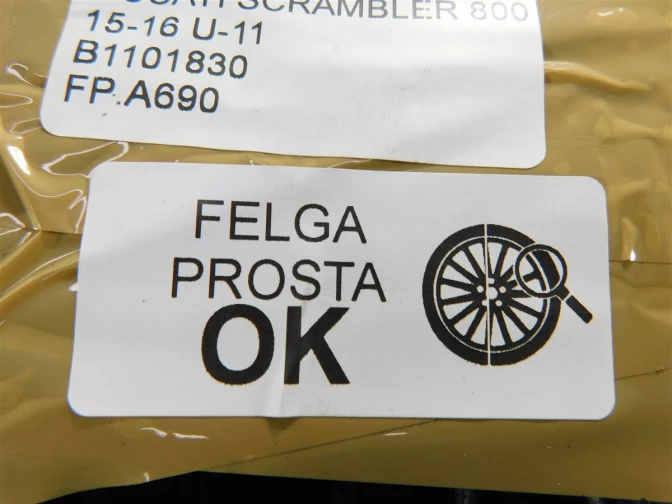 SCRAMBLER 800
15-16 U-11
B1101830
FP.A690
FELGA
PROSTA
OK